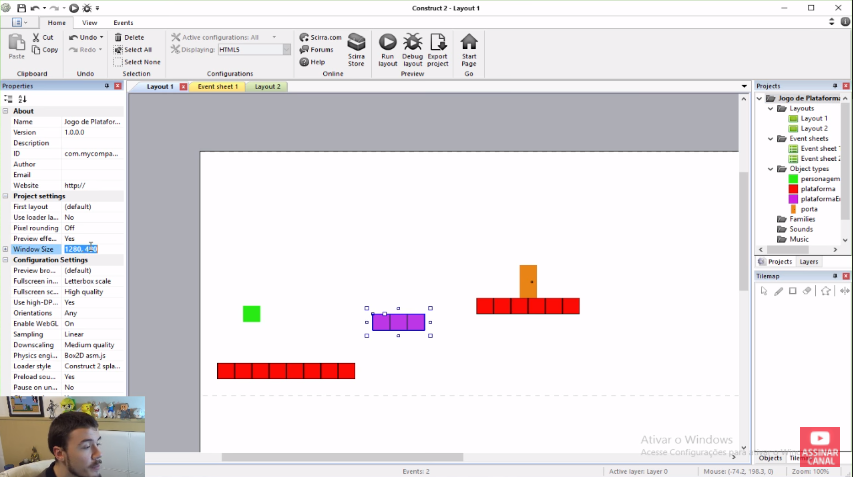 Construct 2 - Layout 1
Home View Events
Paste
Cut
Copy
Clipboard
Undo
Redo
Undo
Delete
Select All
Select None
Selection
Active configurations: All
Displaying: HTML5
Configurations
Scirra.com
Forums
Help
Scirra Store
Online
Run layout
Debug layout
Export project
Preview
Start Page
Go
Properties
Layout 1 Event sheet 1 Layout 2
About
Name Jogo de Platafor...
Version 1.0.0.0
Description
ID com.mycompa...
Author
Email
Website http://
Project settings
First layout (default)
Use loader la... No
Pixel rounding Off
Preview effe... Yes
Window Size
Configuration Settings
Preview bro... (default)
Fullscreen in... Letterbox scale
Fullscreen sc... High quality
Use high-DP... Yes
Orientations Any
Enable WebGL On
Sampling Linear
Downscaling Medium quality
Physics engi... Box2D asm.js
Loader style Construct 2 spla...
Preload sou... Yes
Pause on un... No
Projects
Jogo de Plataforma
Layouts
Layout 1
Layout 2
Event sheets
Event sheet
Event sheet
Object types
personagem
plataforma
porta
Families
Sounds
Music
Projects Layers
Tilemap
Ativar o Windows
Acesse Configurações para
ASSINAR
CANAL
Objects
Events: 2 Active layer: Layer 0 Mouse: (-74.2, 198.3, 0) Zoom: 100%